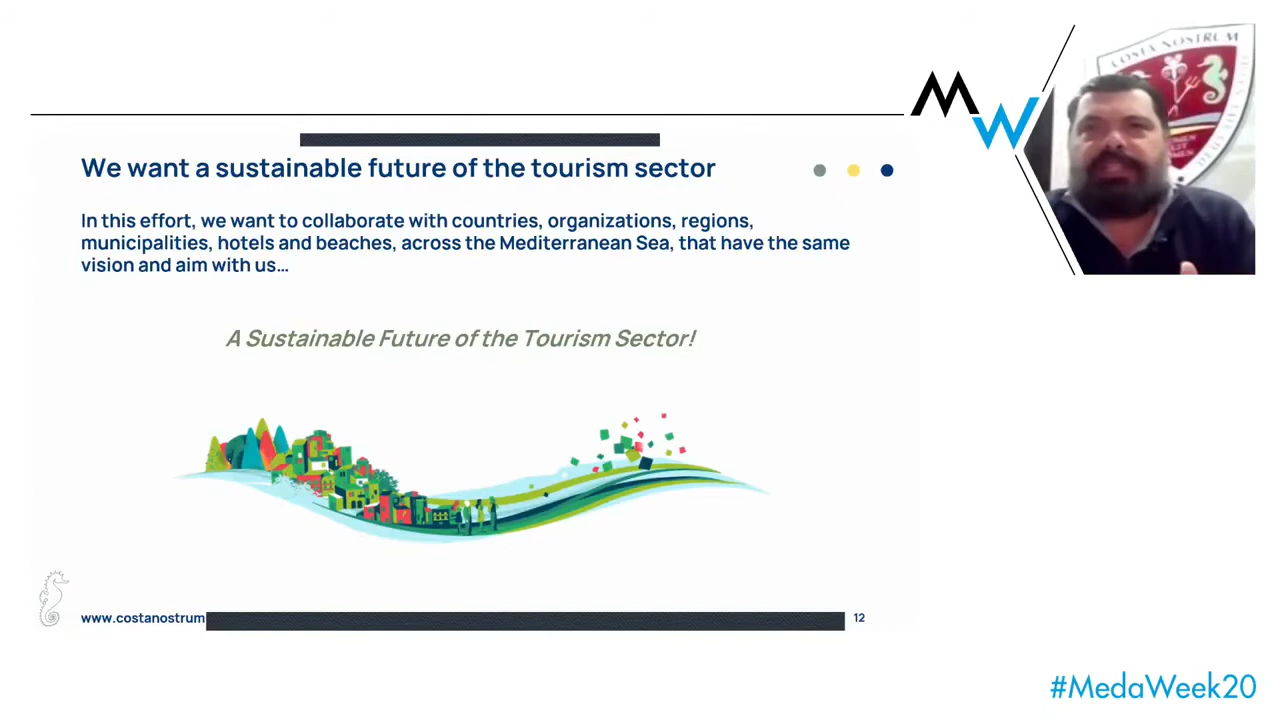 We want a sustainable future of the tourism sector
In this effort, we want to collaborate with countries, organizations, regions,
municipalities, hotels and beaches, across the Mediterranean Sea, that have the same
vision and aim with us…
A Sustainable Future of the Tourism Sector!
www.costanostrum
12
MW
COSTA NOSTRUM
#MedaWeek20